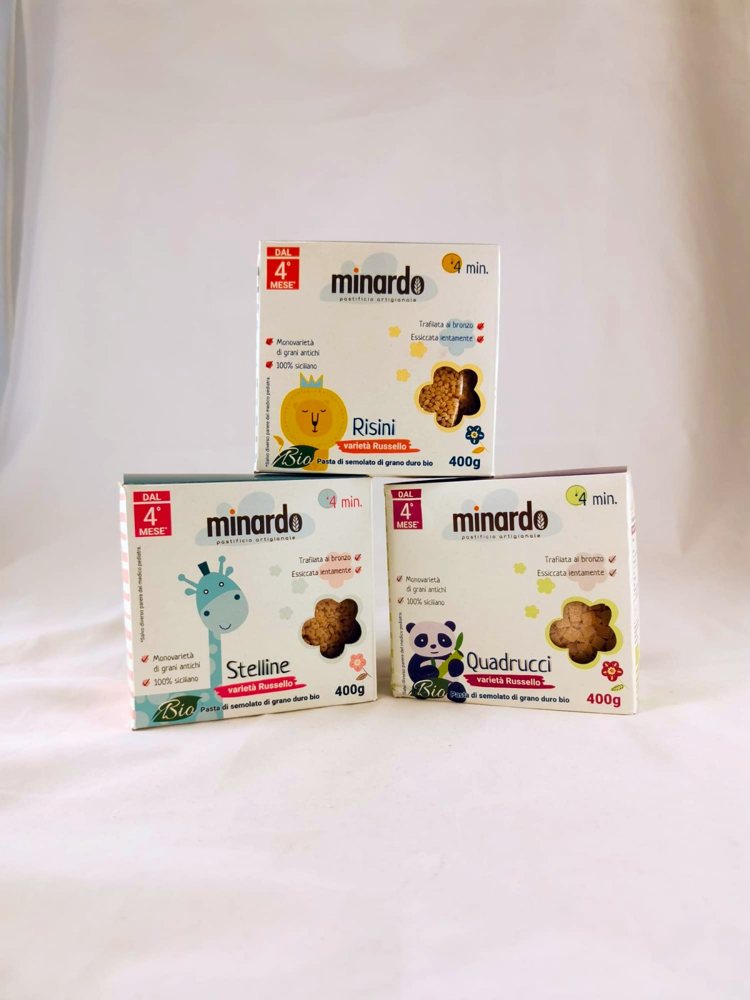 DAL
4°
MESE*
minardo
pastificio artigianale
4 min.
Trafilata al bronzo
Essiccata lentamente
Monovarietà
di grani antichi
100% siciliano
*Salvo diverso parere del medico pediatra.
Risini
varietà Russello
Bio
Pasta di semolato di grano duro bio
400g
DAL
4°
MESE*
minardo
pastificio artigianale
4 min.
Trafilata al bronzo
Essiccata lentamente
*Salvo diverso parere del medico pediatra.
Monovarietà
di grani antichi
100% siciliano
Stelline
varietà Russello
Bio
Pasta di semolato di grano duro bio
400g
DAL
4°
MESE*
minardo
pastificio artigianale
4 min.
Trafilata al bronzo
Essiccata lentamente
Monovarietà
di grani antichi
100% siciliano
Salvo diverso parere del medico pediatra
Quadrucci
varietà Russello
Bio
Pasta di semolato di grano duro bio
400g